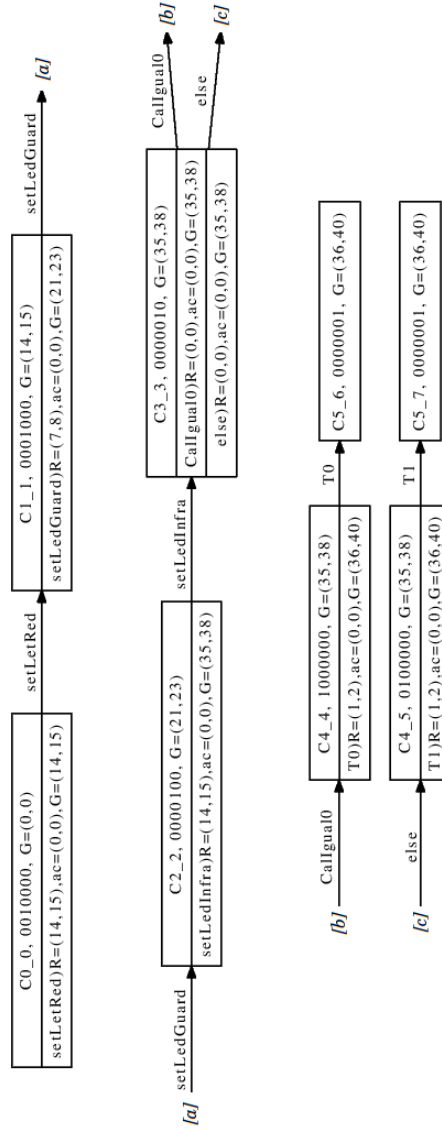 C0_0, 0010000, G=(0,0)
setLetRed)R=(14,15),ac=(0,0),G=(14,15)
setLetRed
C1_1, 0001000, G=(14,15)
setLedGuard)R=(7,8),ac=(0,0),G=(21,23)
setLedGuard
[a]
[a]
setLedGuard
C2_2, 0000100, G=(21,23)
setLedInfra)R=(14,15),ac=(0,0),G=(35,38)
setLedInfra
C3_3, 0000010, G=(35,38)
CalIgual0)R=(0,0),ac=(0,0),G=(35,38)
else)R=(0,0),ac=(0,0),G=(35,38)
CalIgual0
[b]
else
[c]
[b]
CalIgual0
C4_4, 1000000, G=(35,38)
T0)R=(1,2),ac=(0,0),G=(36,40)
T0
C5_6, 0000001, G=(36,40)
[c]
else
C4_5, 0100000, G=(35,38)
T1)R=(1,2),ac=(0,0),G=(36,40)
T1
C5_7, 0000001, G=(36,40)